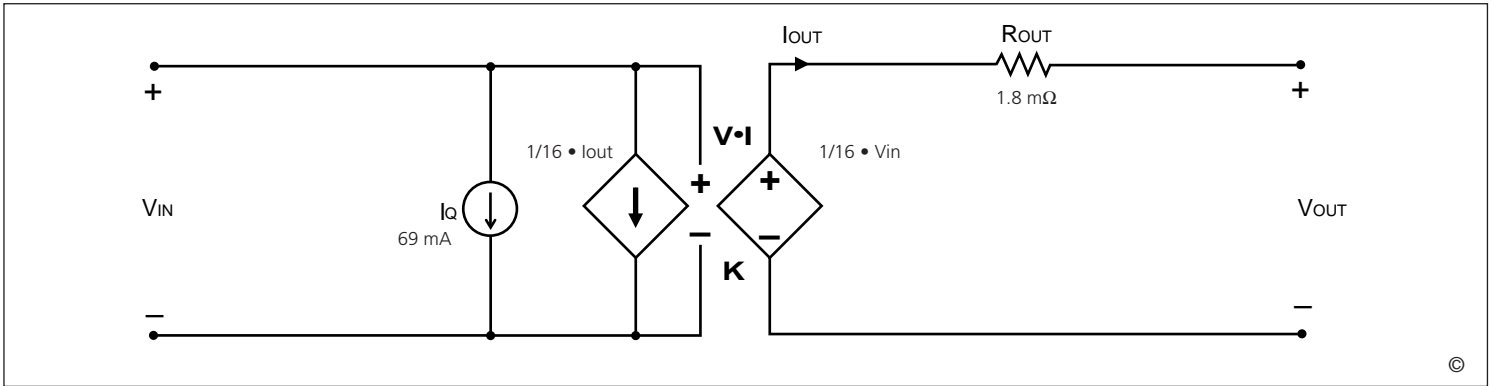 IOUT
ROUT
+
+
1.8 mΩ
V•I
1/16 • Iout
1/16 • Vin
+
+
VIN
IQ
VOUT
69 mA
–
–
K
–
–
©